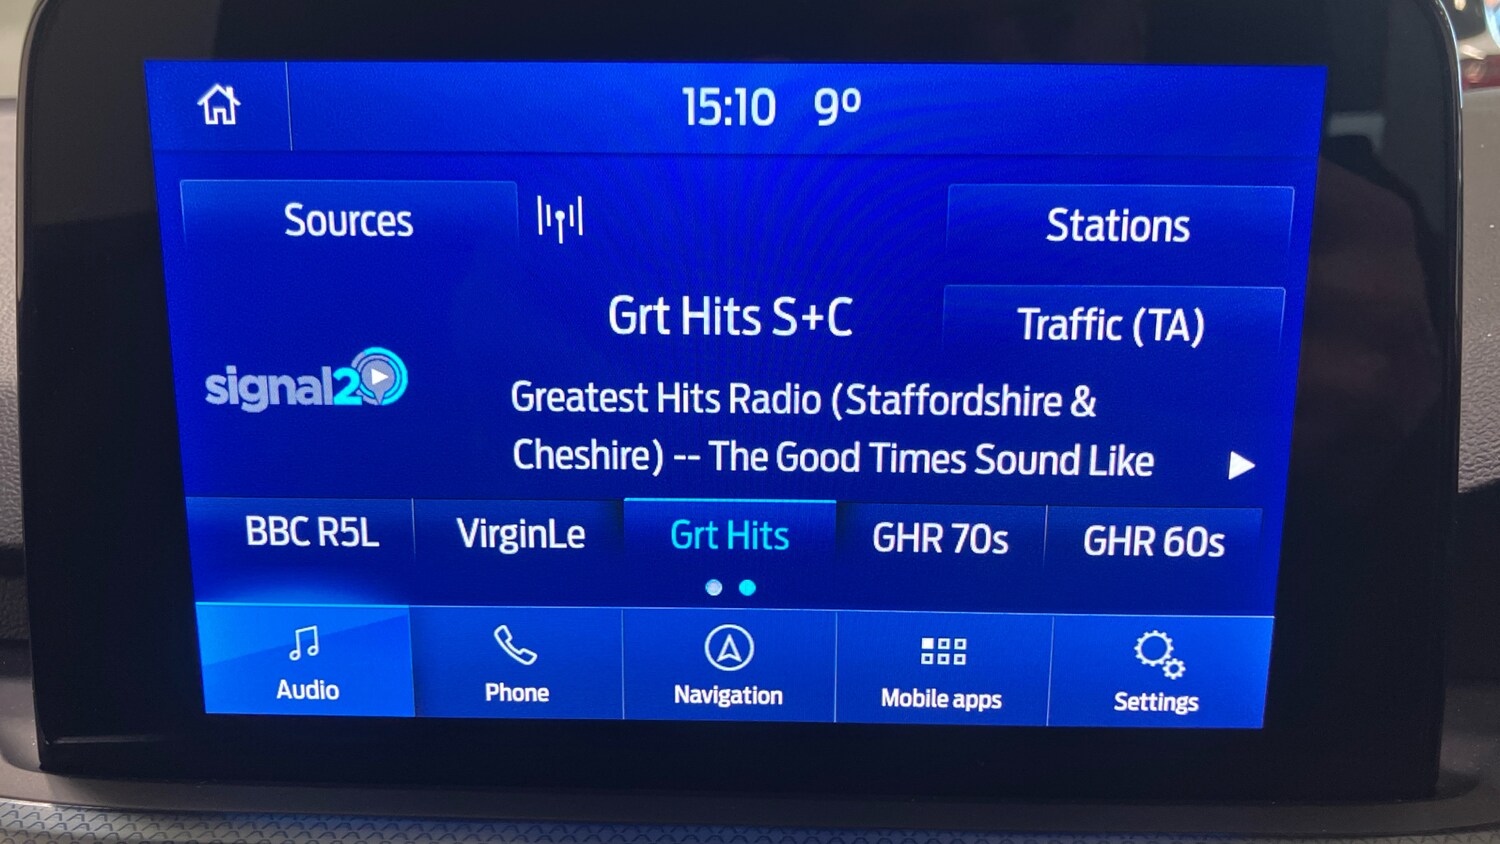 15:10 9º
Sources
Stations
Grt Hits S+C
Traffic (TA)
signal2
Greatest Hits Radio (Staffordshire &
Cheshire) -- The Good Times Sound Like
BBC R5L VirginLe Grt Hits GHR 70s GHR 60s
Audio Phone Navigation Mobile apps Settings